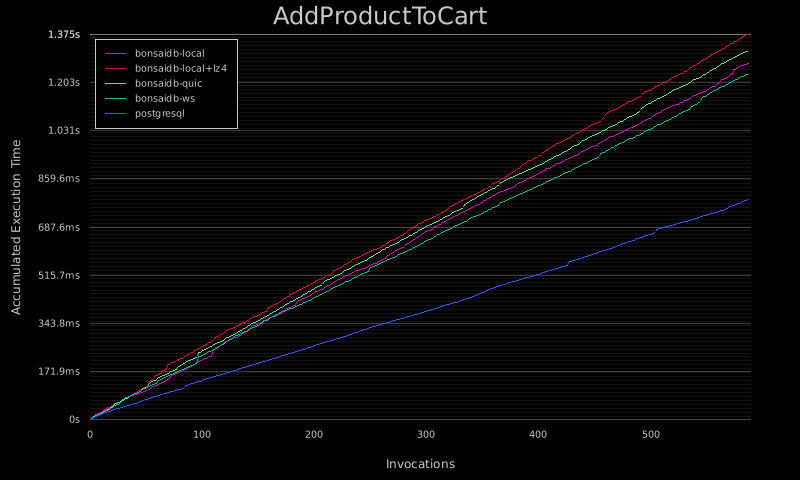 AddProductToCart
1.375s
1.203s
1.031s
859.6ms
687.6ms
515.7ms
343.8ms
171.9ms
0s
bonsaidb-local
bonsaidb-local+lz4
bonsaidb-quic
bonsaidb-ws
postgresql
Accumulated Execution Time
0 100 200 300 400 500
Invocations